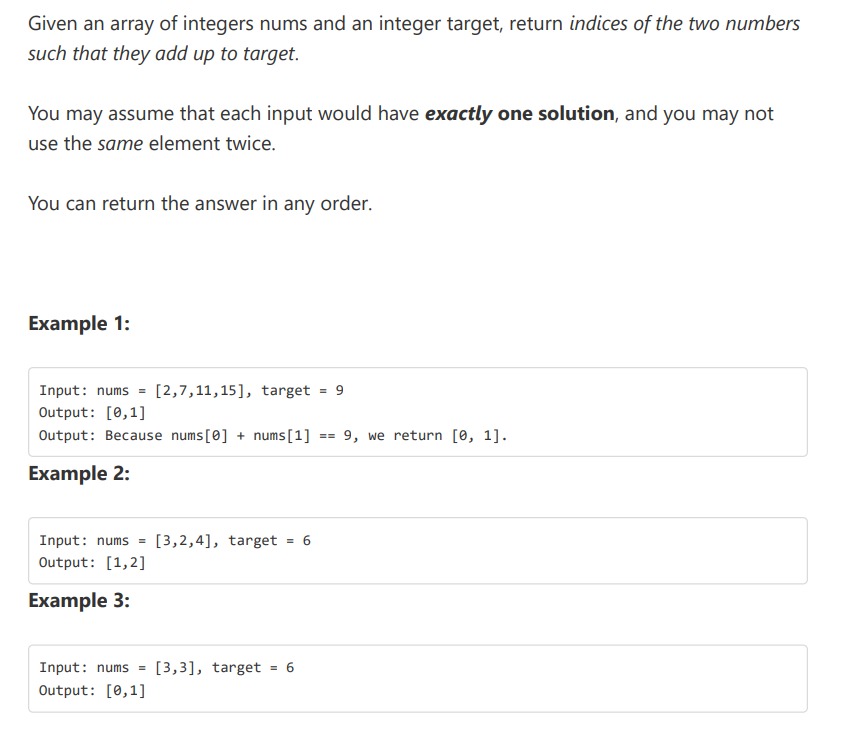 Given an array of integers nums and an integer target, return indices of the two numbers
such that they add up to target.
You may assume that each input would have exactly one solution, and you may not
use the same element twice.
You can return the answer in any order.
Example 1:
Input: nums = [2,7,11,15], target = 9
Output: [0,1]
Output: Because nums[0] + nums[1] == 9, we return [0, 1].
Example 2:
Input: nums = [3,2,4], target = 6
Output: [1,2]
Example 3:
Input: nums = [3,3], target = 6
Output: [0,1]